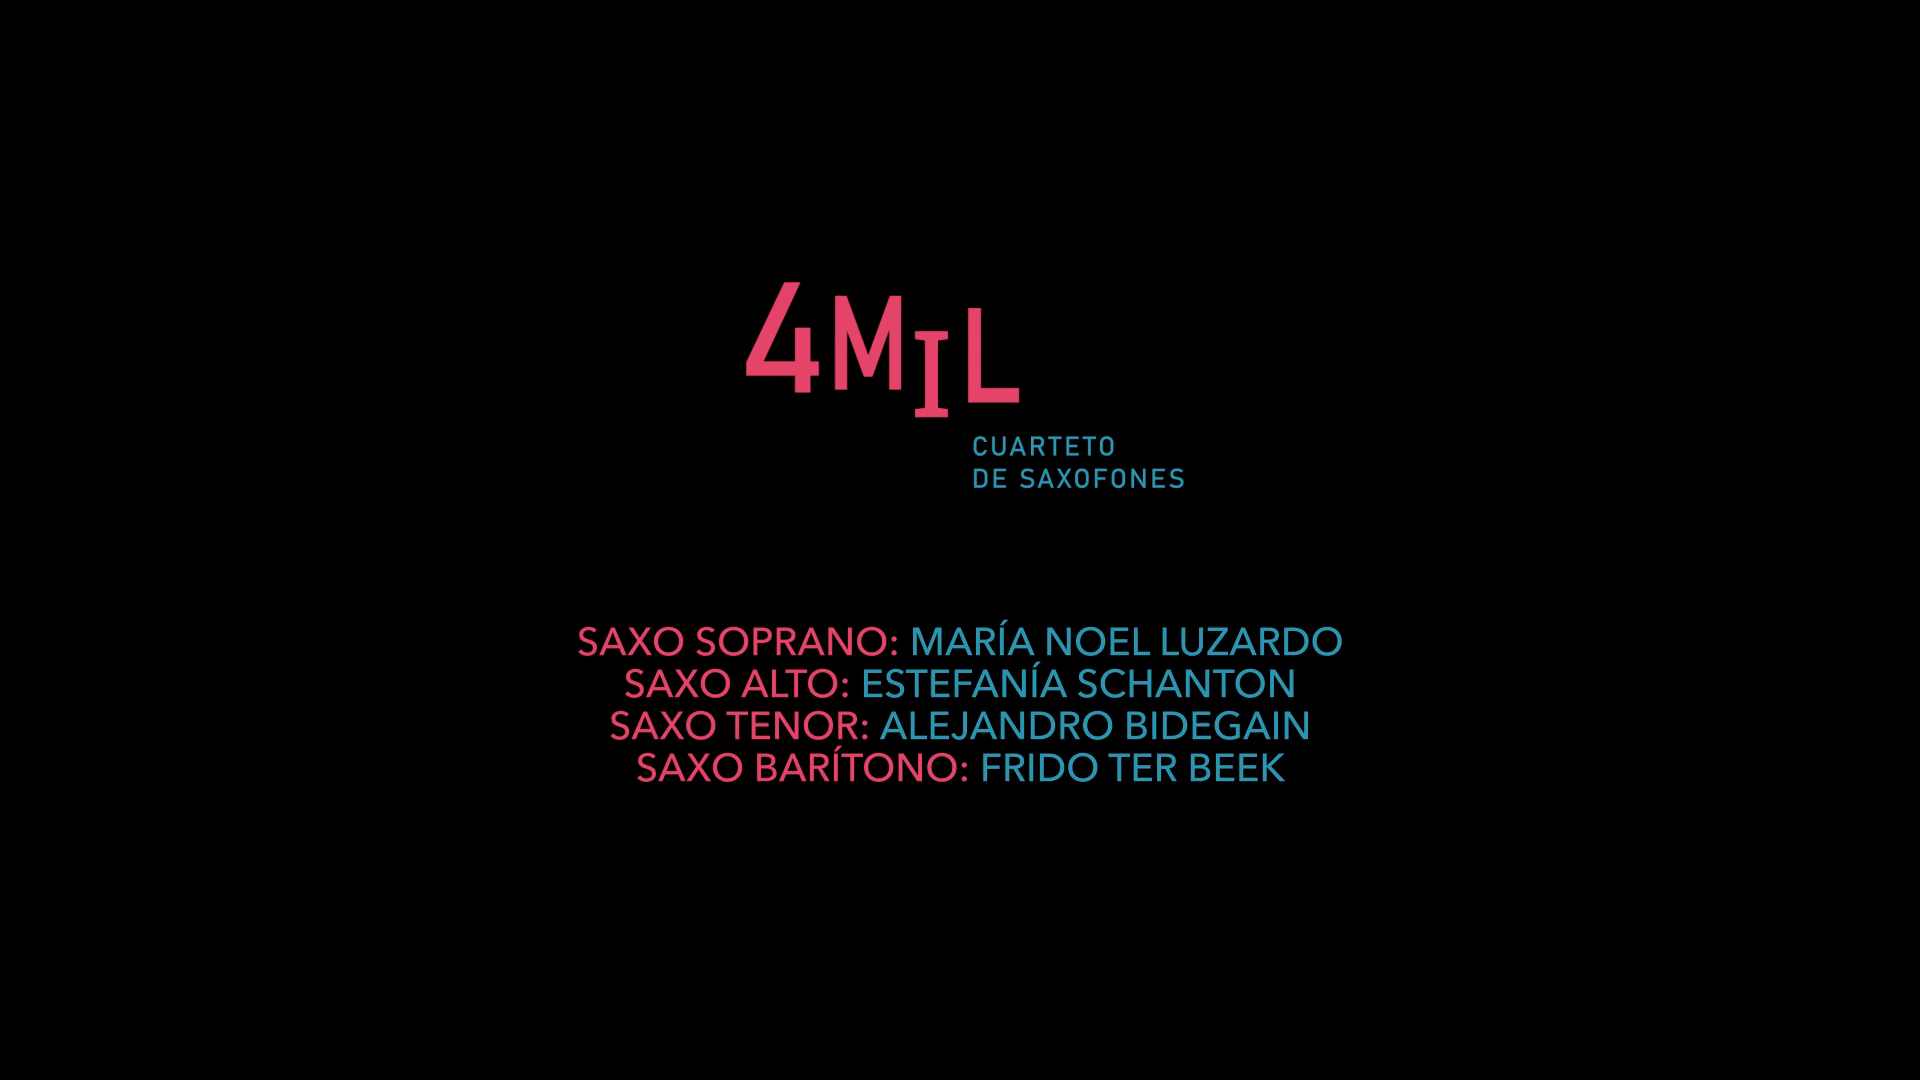 4MIL
CUARTETO
DE SAXOFONES
SAXO SOPRANO: MARÍA NOEL LUZARDO
SAXO ALTO: ESTEFANÍA SCHANTON
SAXO TENOR: ALEJANDRO BIDEGAIN
SAXO BARÍTONO: FRIDO TER BEEK